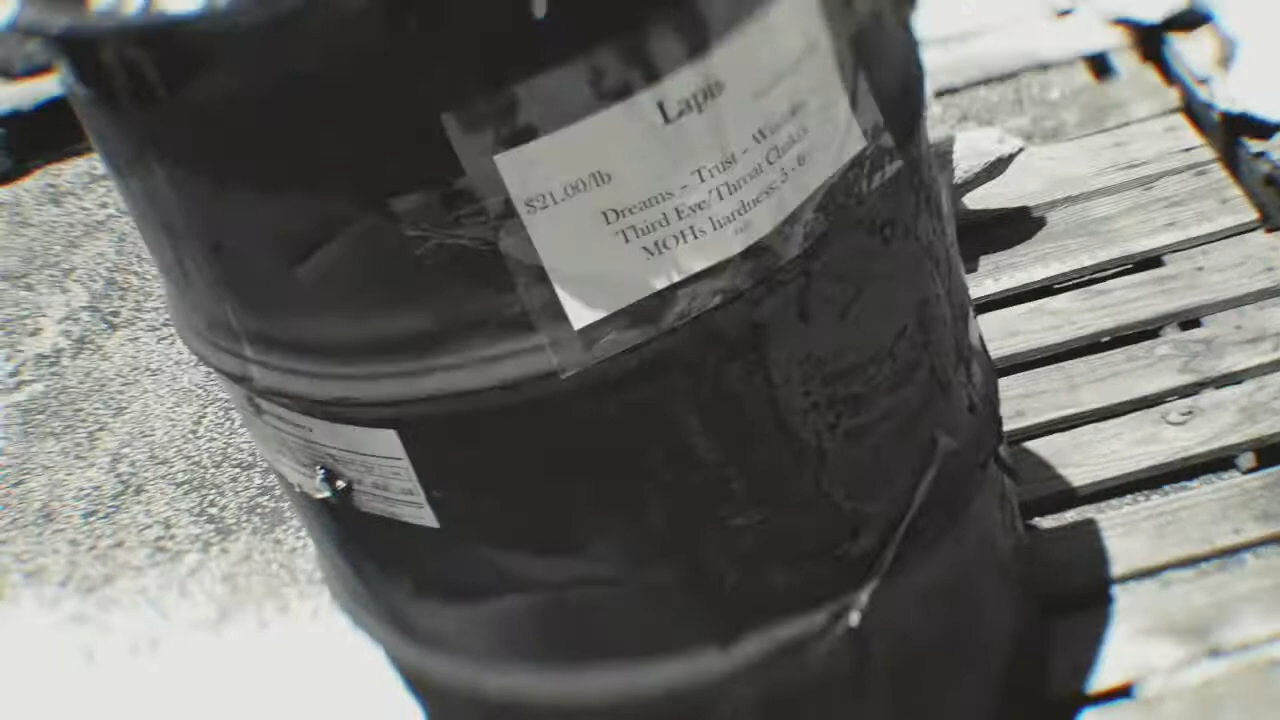 Lapis
$21.00/lb
Dreams - Trust -
Third Eye/Throat Chakra
MOHs hardness: 5 - 6